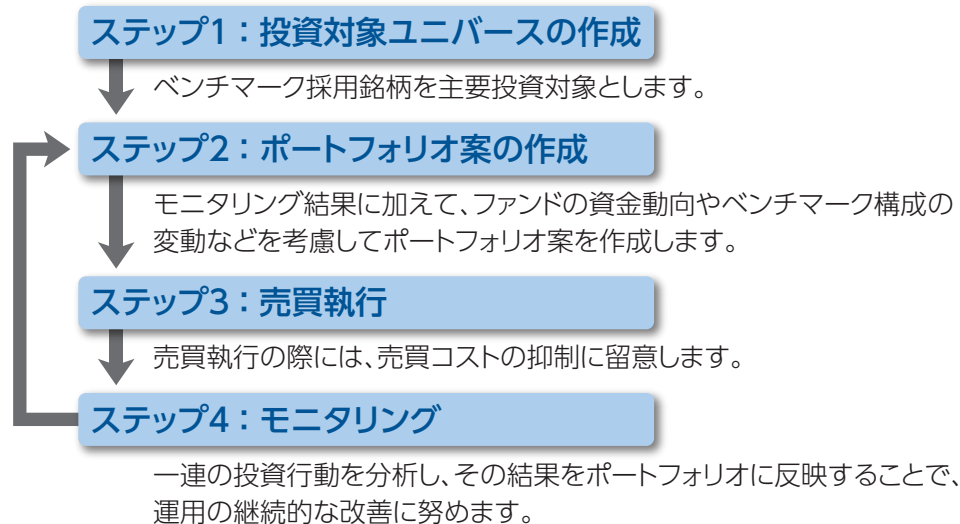 ステップ1：投資対象ユニバースの作成
ベンチマーク採用銘柄を主要投資対象とします。
ステップ2：ポートフォリオ案の作成
モニタリング結果に加えて、ファンドの資金動向やベンチマーク構成の
変動などを考慮してポートフォリオ案を作成します。
ステップ3：売買執行
売買執行の際には、売買コストの抑制に留意します。
ステップ4：モニタリング
一連の投資行動を分析し、その結果をポートフォリオに反映することで、
運用の継続的な改善に努めます。